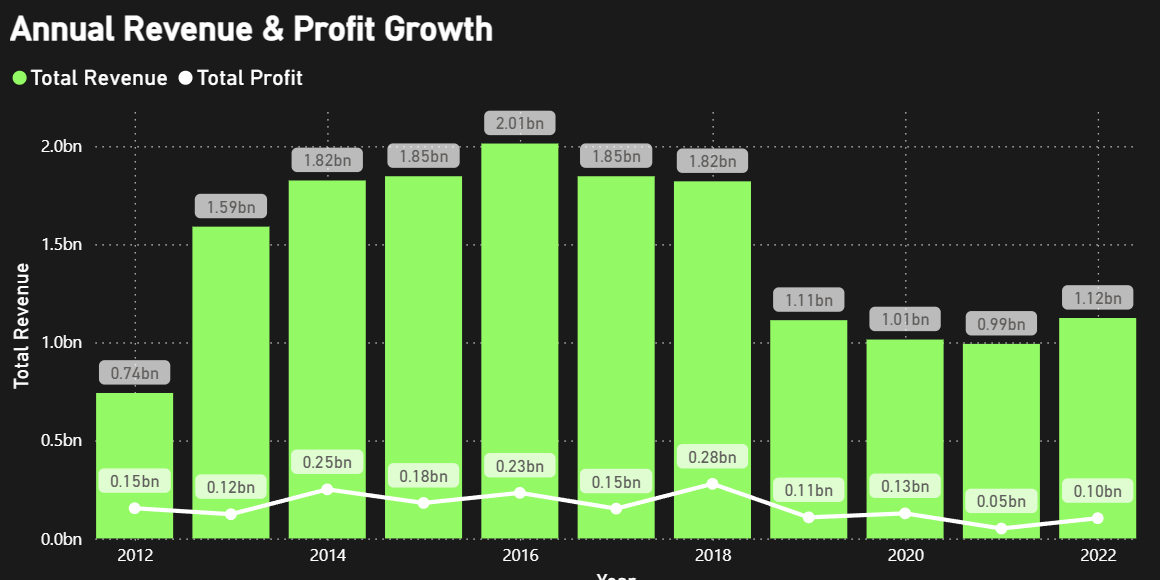 Annual Revenue & Profit Growth
Total Revenue Total Profit
Total Revenue
2.0bn
1.5bn
1.0bn
0.5bn
0.0bn
0.74bn
1.59bn
1.82bn
1.85bn
2.01bn
1.85bn
1.82bn
1.11bn
1.01bn
0.99bn
1.12bn
0.15bn
0.12bn
0.25bn
0.18bn
0.23bn
0.15bn
0.28bn
0.11bn
0.13bn
0.05bn
0.10bn
2012 2014 2016 2018 2020 2022
Year